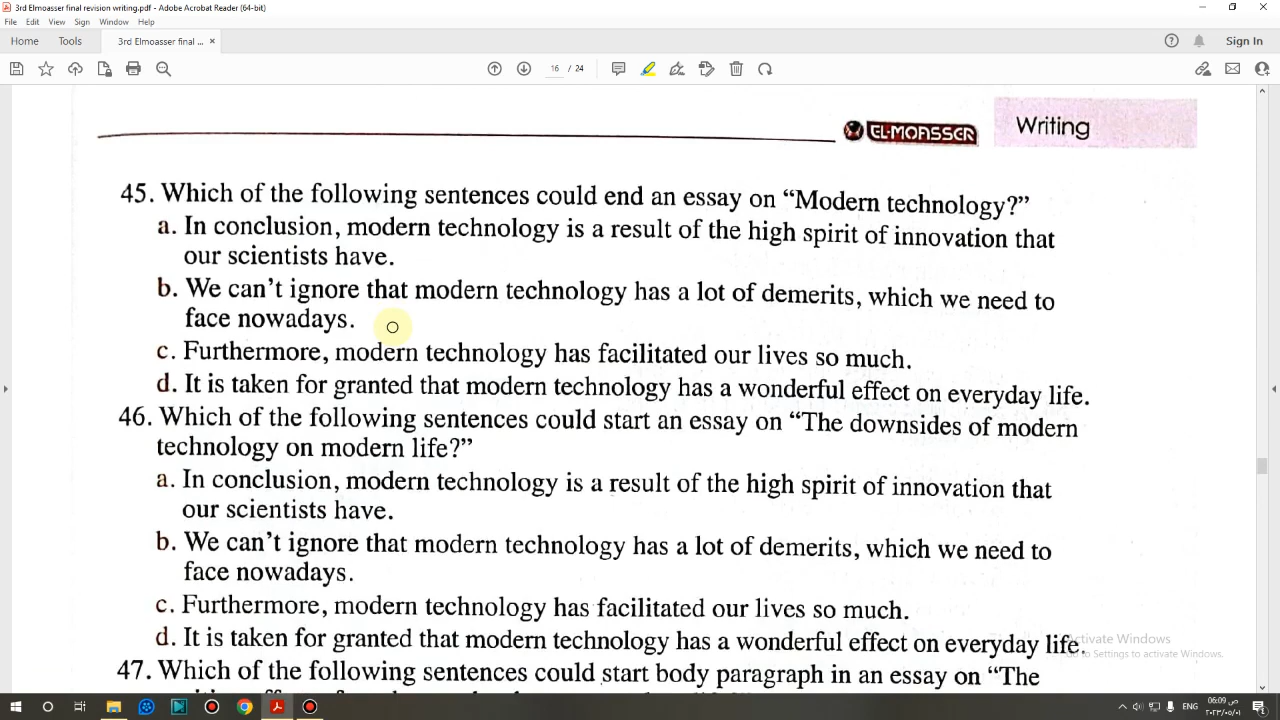 3rd Elmoasser final revision writing.pdf - Adobe Acrobat Reader (64-bit)
File Edit View Sign Window Help
Home Tools 3rd Elmoasser final ... × Sign In
16 / 24
EL-MOASSER Writing
45. Which of the following sentences could end an essay on “Modern technology?”
a. In conclusion, modern technology is a result of the high spirit of innovation that
our scientists have.
b. We can’t ignore that modern technology has a lot of demerits, which we need to
face nowadays.
c. Furthermore, modern technology has facilitated our lives so much.
d. It is taken for granted that modern technology has a wonderful effect on everyday life.
46. Which of the following sentences could start an essay on “The downsides of modern
technology on modern life?”
a. In conclusion, modern technology is a result of the high spirit of innovation that
our scientists have.
b. We can’t ignore that modern technology has a lot of demerits, which we need to
face nowadays.
c. Furthermore, modern technology has facilitated our lives so much.
d. It is taken for granted that modern technology has a wonderful effect on everyday life.
Activate Windows
Go to Settings to activate Windows.
47. Which of the following sentences could start body paragraph in an essay on “The
ENG
06:09 ص
٢٠٢٣/٠٥/٠١